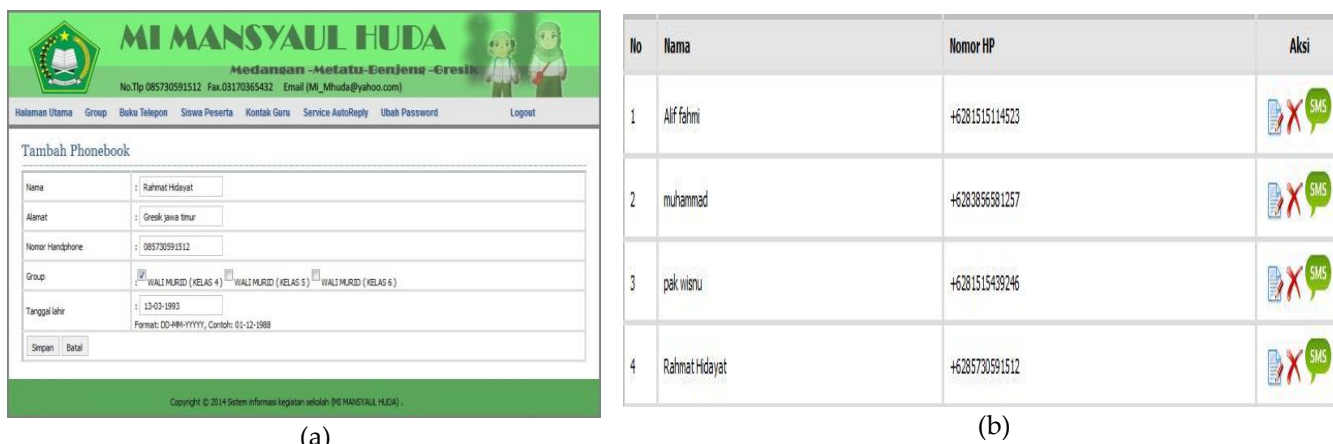 MI MANSYAUL HUDA
Medangan -Metatu-Benjeng -Gresik
No.Tlp 085730591512 Fax.03170365432 Email (Mi_Mhuda@yahoo.com)
Halaman Utama Group Buku Telepon Siswa Peserta Kontak Guru Service AutoReply Ubah Password Logout
Tambah Phonebook
Nama : Rahmat Hidayat
Alamat : Gresik jawa timur
Nomor Handphone : 085730591512
Group : WALI MURID ( KELAS 4 ) WALI MURID ( KELAS 5 ) WALI MURID ( KELAS 6 )
Tanggal lahir : 13-03-1993
Format: DD-MM-YYYYY, Contoh: 01-12-1988
Simpan Batal
Copyright © 2014 Sistem informasi kegiatan sekolah (MI MANSYAUL HUDA) .
(a)
No Nama Nomor HP Aksi
1 Alif fahmi +6281515114523 SMS
2 muhammad +6283856581257 SMS
3 pak wisnu +6281515439246 SMS
4 Rahmat Hidayat +6285730591512 SMS
(b)